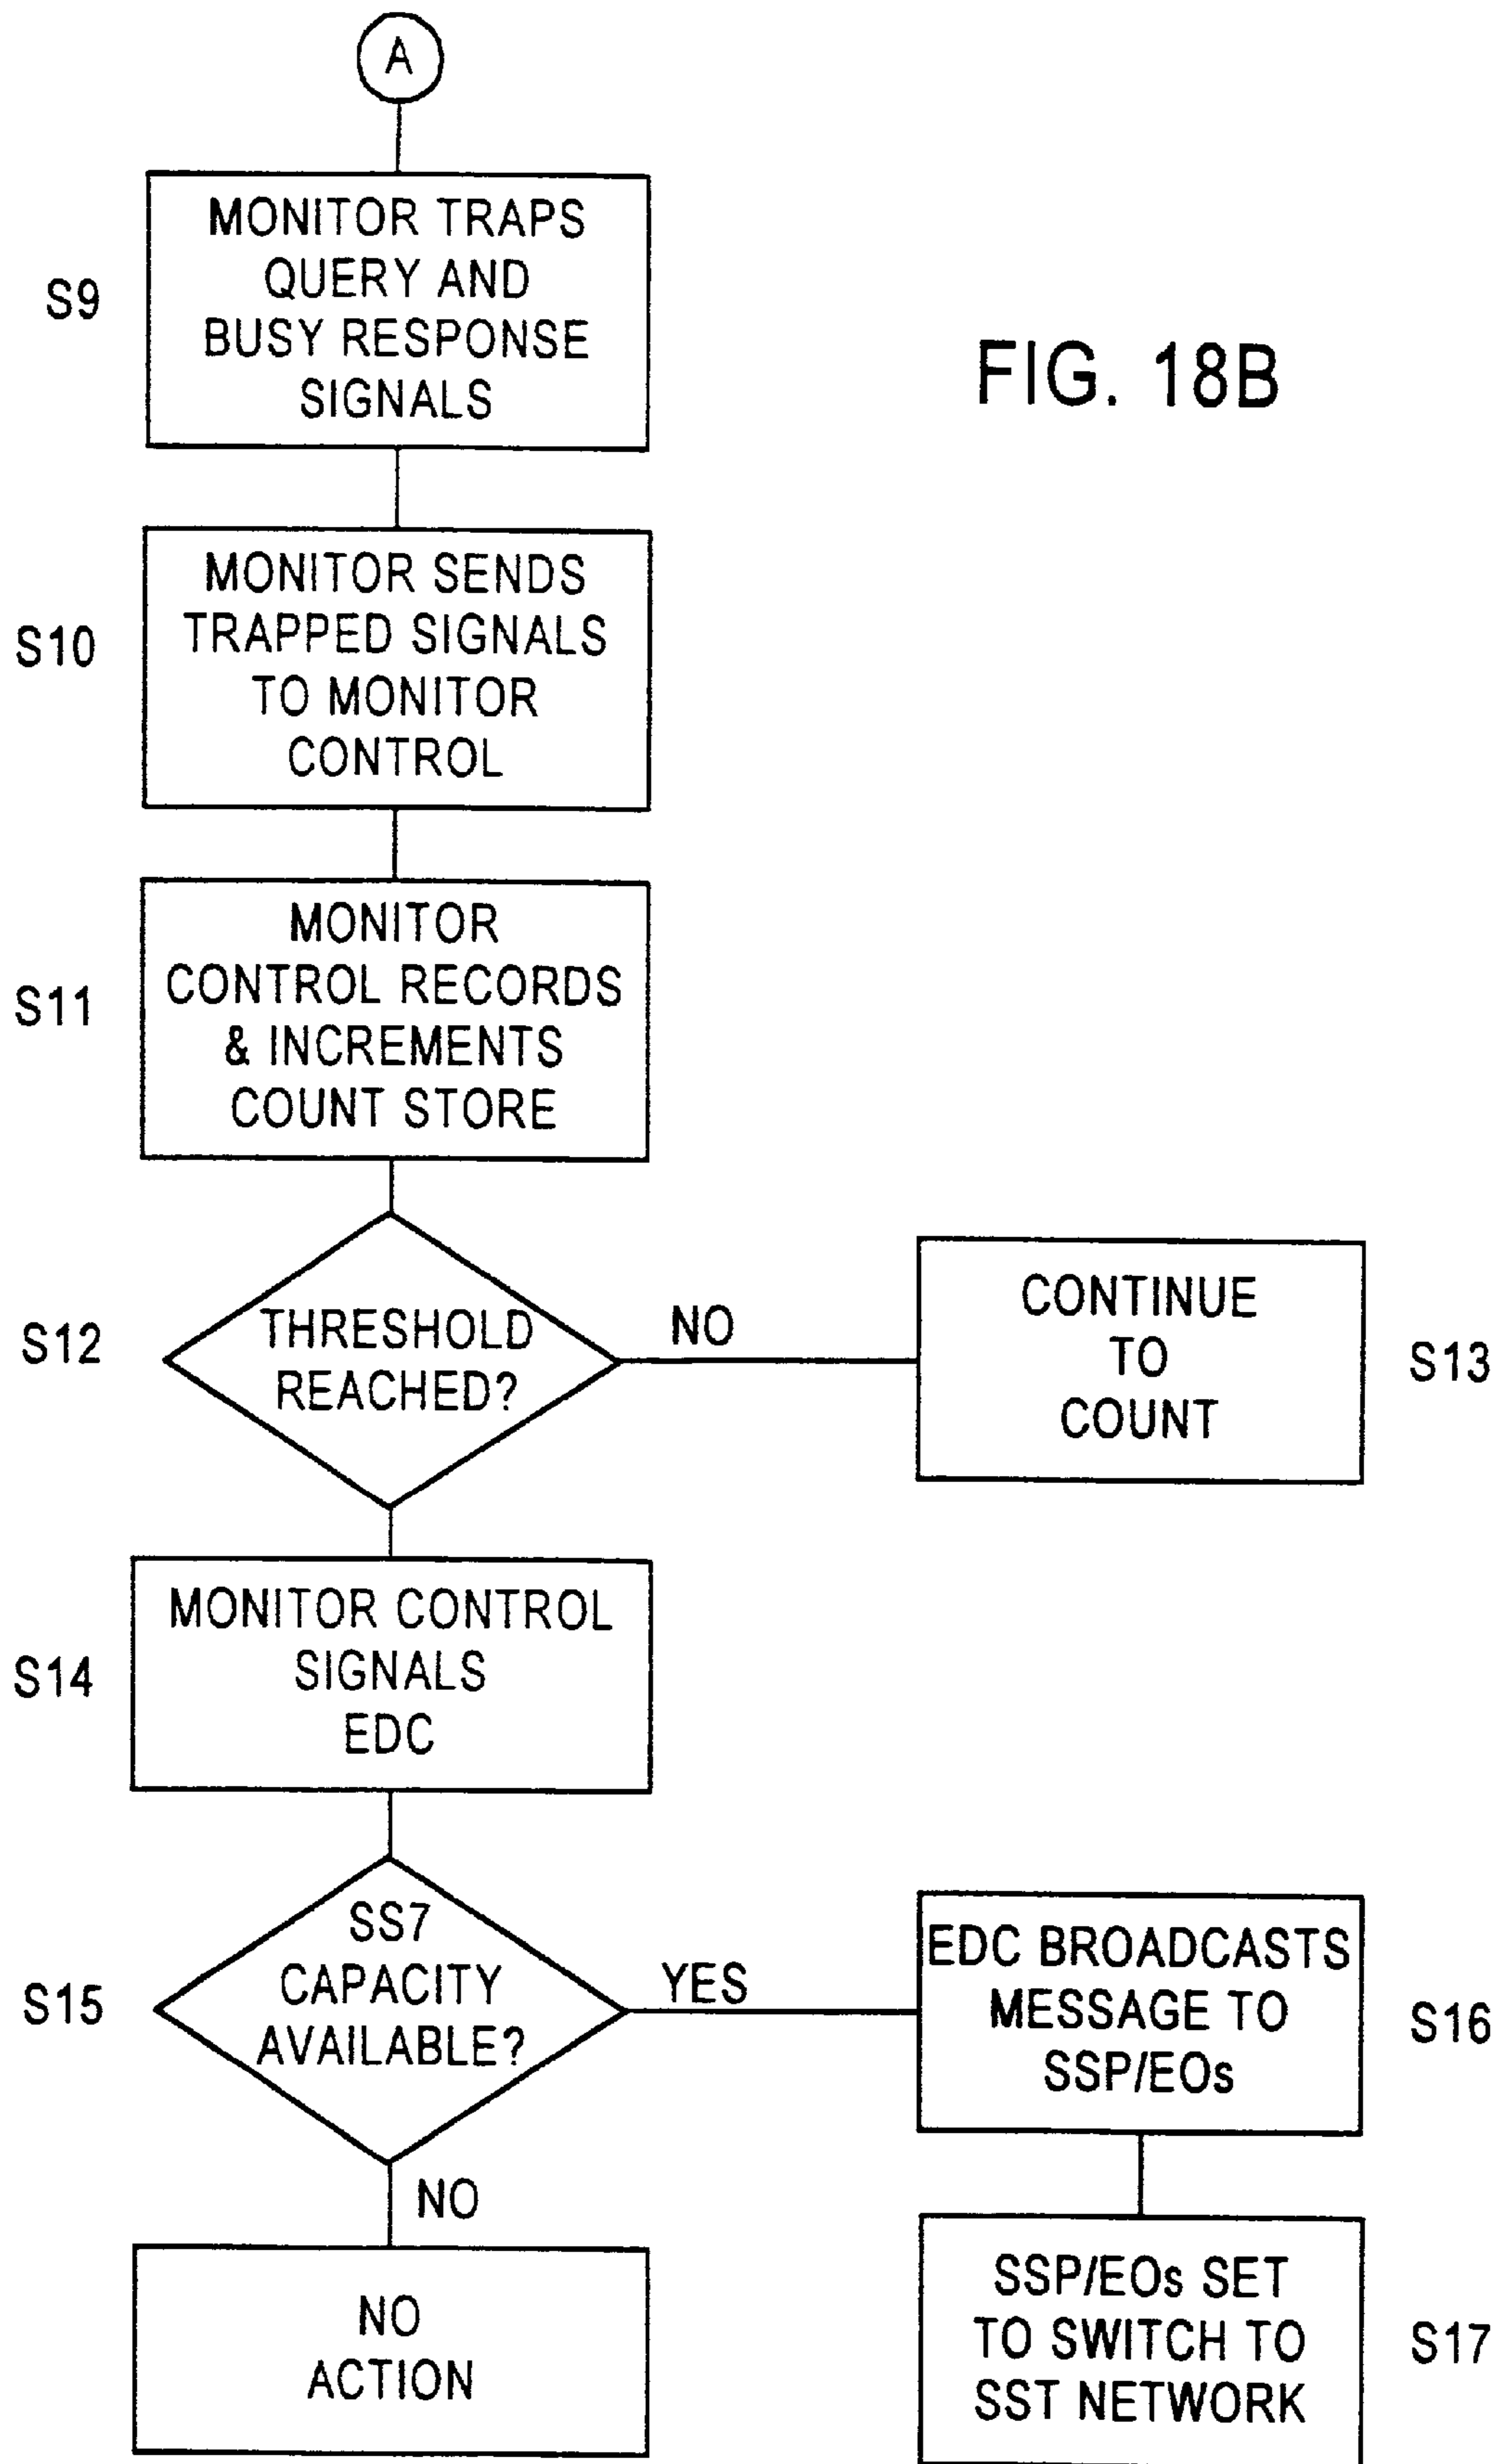 A
S9
MONITOR TRAPS
QUERY AND
BUSY RESPONSE
SIGNALS
FIG. 18B
S10
MONITOR SENDS
TRAPPED SIGNALS
TO MONITOR
CONTROL
S11
MONITOR
CONTROL RECORDS
& INCREMENTS
COUNT STORE
S12
THRESHOLD
REACHED?
NO
CONTINUE
TO
COUNT
S13
S14
MONITOR CONTROL
SIGNALS
EDC
S15
SS7
CAPACITY
AVAILABLE?
YES
EDC BROADCASTS
MESSAGE TO
SSP/EOs
S16
NO
NO
ACTION
SSP/EOs SET
TO SWITCH TO
SST NETWORK
S17